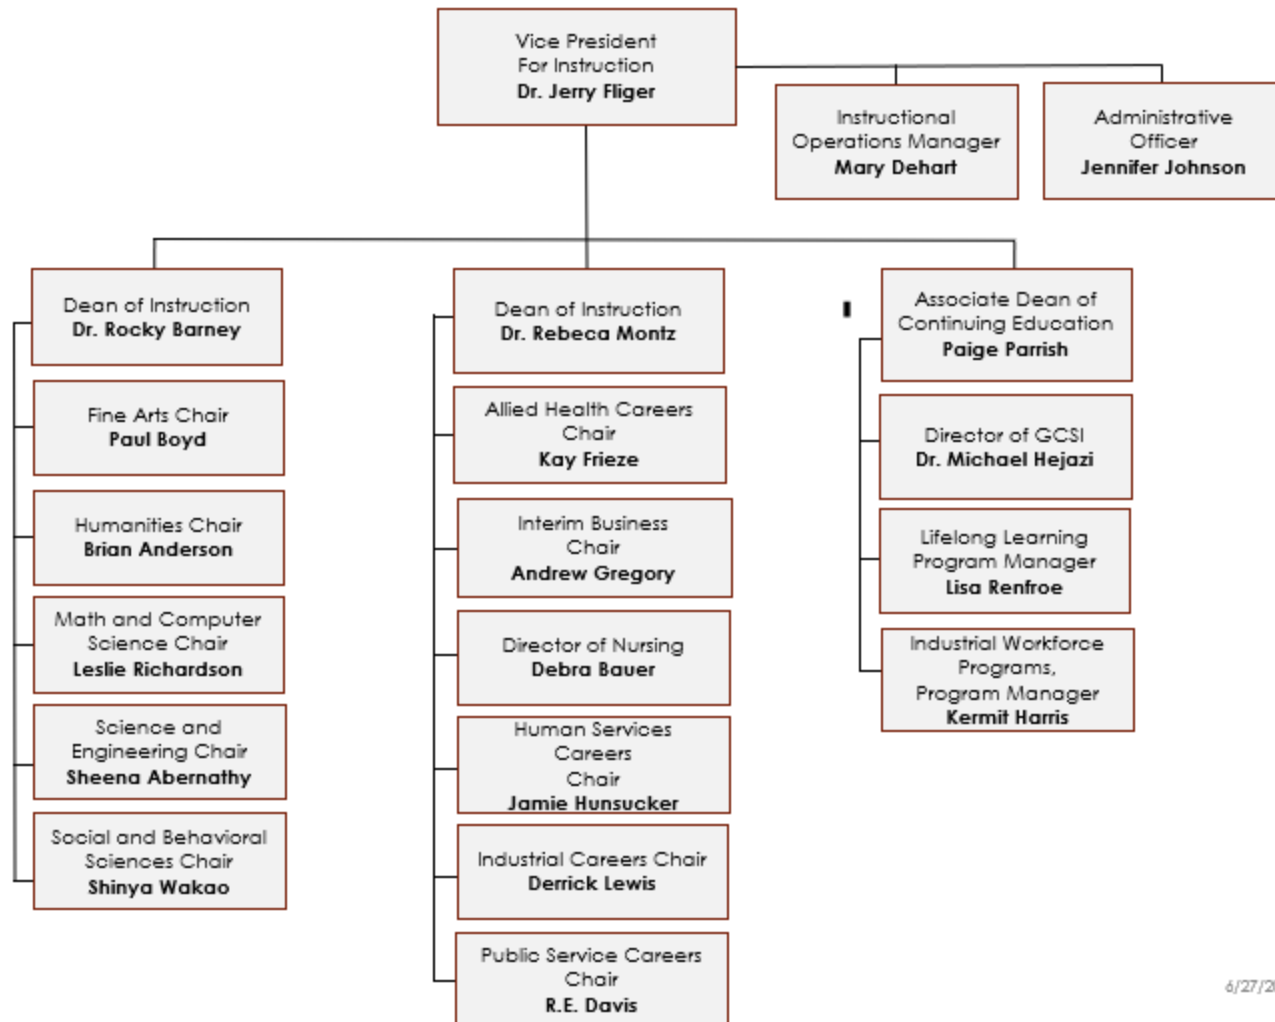 Vice President
For Instruction
Dr. Jerry Fliger
Instructional
Operations Manager
Mary Dehart
Administrative
Officer
Jennifer Johnson
Dean of Instruction
Dr. Rocky Barney
Fine Arts Chair
Paul Boyd
Humanities Chair
Brian Anderson
Math and Computer
Science Chair
Leslie Richardson
Science and
Engineering Chair
Sheena Abernathy
Social and Behavioral
Sciences Chair
Shinya Wakao
Dean of Instruction
Dr. Rebeca Montz
Allied Health Careers
Chair
Kay Frieze
Interim Business
Chair
Andrew Gregory
Director of Nursing
Debra Bauer
Human Services
Careers
Chair
Jamie Hunsucker
Industrial Careers Chair
Derrick Lewis
Public Service Careers
Chair
R.E. Davis
Associate Dean of
Continuing Education
Paige Parrish
Director of GCSI
Dr. Michael Hejazi
Lifelong Learning
Program Manager
Lisa Renfroe
Industrial Workforce
Programs,
Program Manager
Kermit Harris